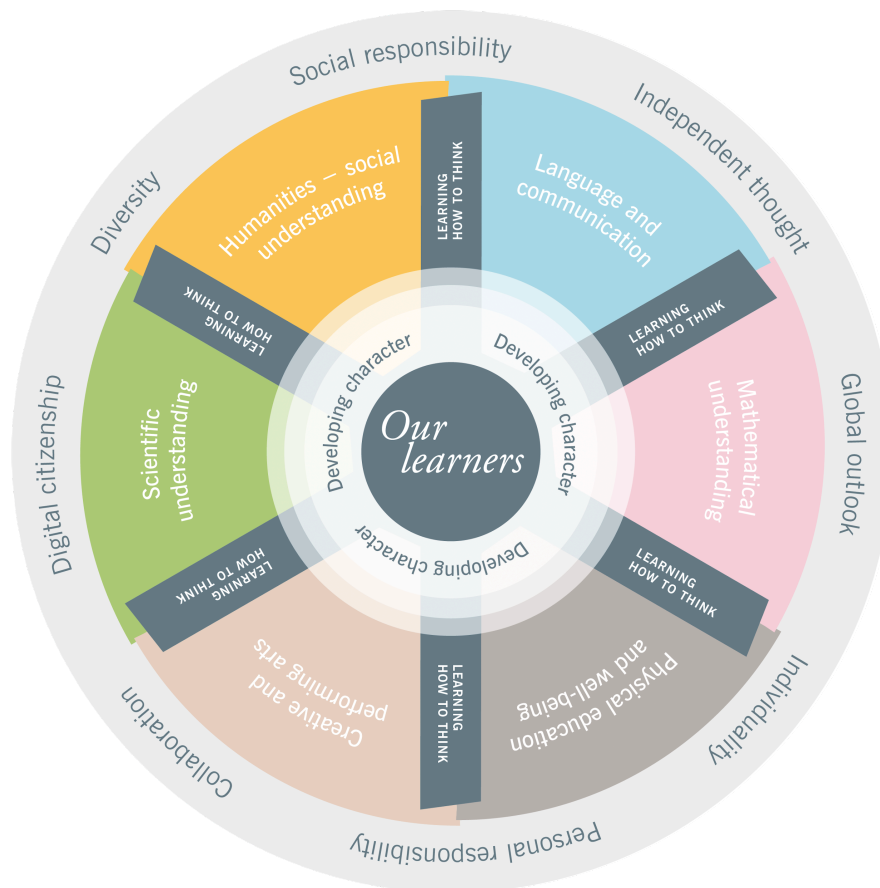 Social responsibility
Independent thought
Global outlook
Individuality
Personal responsibility
Collaboration
Digital citizenship
Diversity
Humanities – social
understanding
Language and
communication
Mathematical
understanding
Physical education
and well-being
Creative and
performing arts
Scientific
understanding
LEARNING
HOW TO THINK
LEARNING
HOW TO THINK
LEARNING
HOW TO THINK
LEARNING
HOW TO THINK
LEARNING
HOW TO THINK
LEARNING
HOW TO THINK
Developing character
Developing character
Developing character
Our
learners